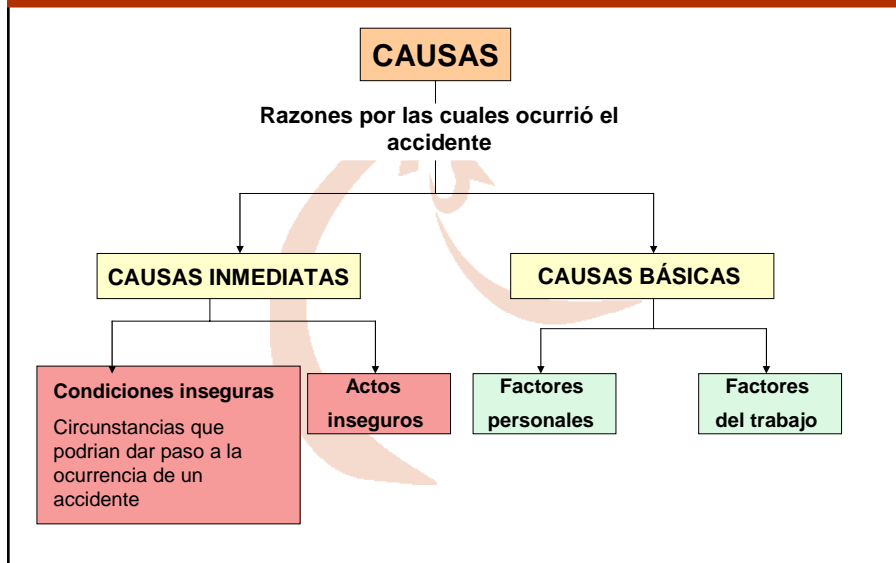 CAUSAS
Razones por las cuales ocurrió el
accidente
CAUSAS INMEDIATAS
CAUSAS BÁSICAS
Condiciones inseguras
Circunstancias que
podrian dar paso a la
ocurrencia de un
accidente
Actos
inseguros
Factores
personales
Factores
del trabajo